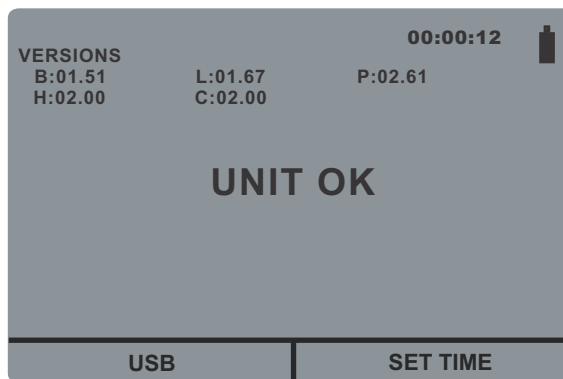 00:00:12
VERSIONS
B:01.51 L:01.67 P:02.61
H:02.00 C:02.00
UNIT OK
USB SET TIME